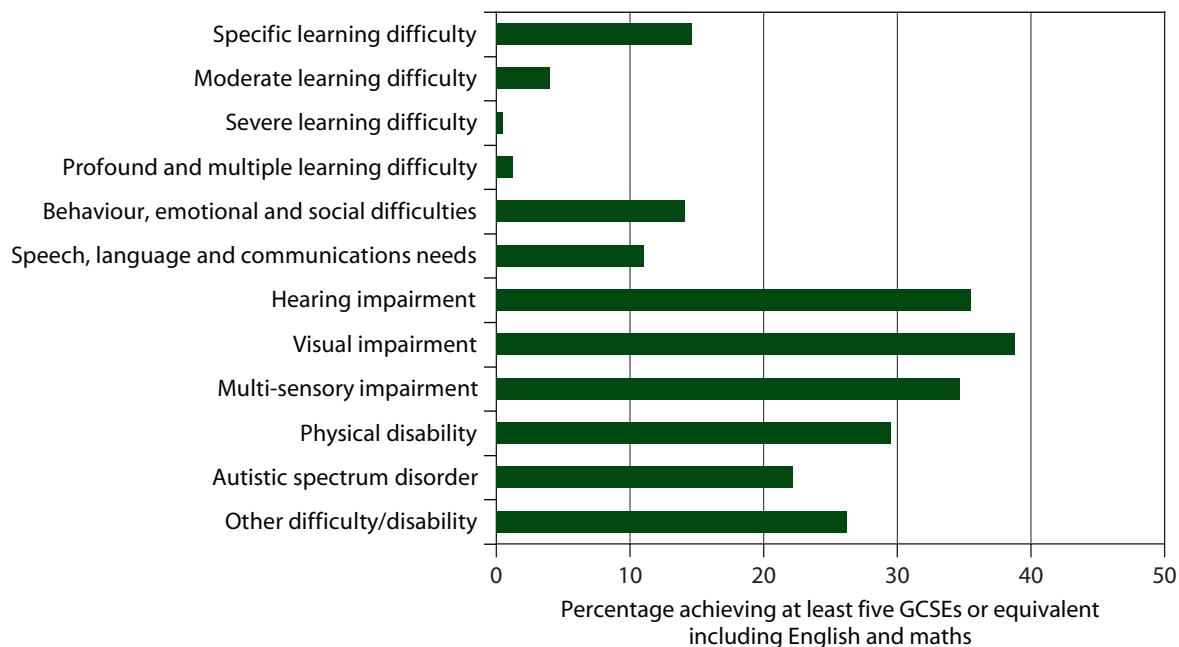 Specific learning difficulty
Moderate learning difficulty
Severe learning difficulty
Profound and multiple learning difficulty
Behaviour, emotional and social difficulties
Speech, language and communications needs
Hearing impairment
Visual impairment
Multi-sensory impairment
Physical disability
Autistic spectrum disorder
Other difficulty/disability
0 10 20 30 40 50
Percentage achieving at least five GCSEs or equivalent
including English and maths